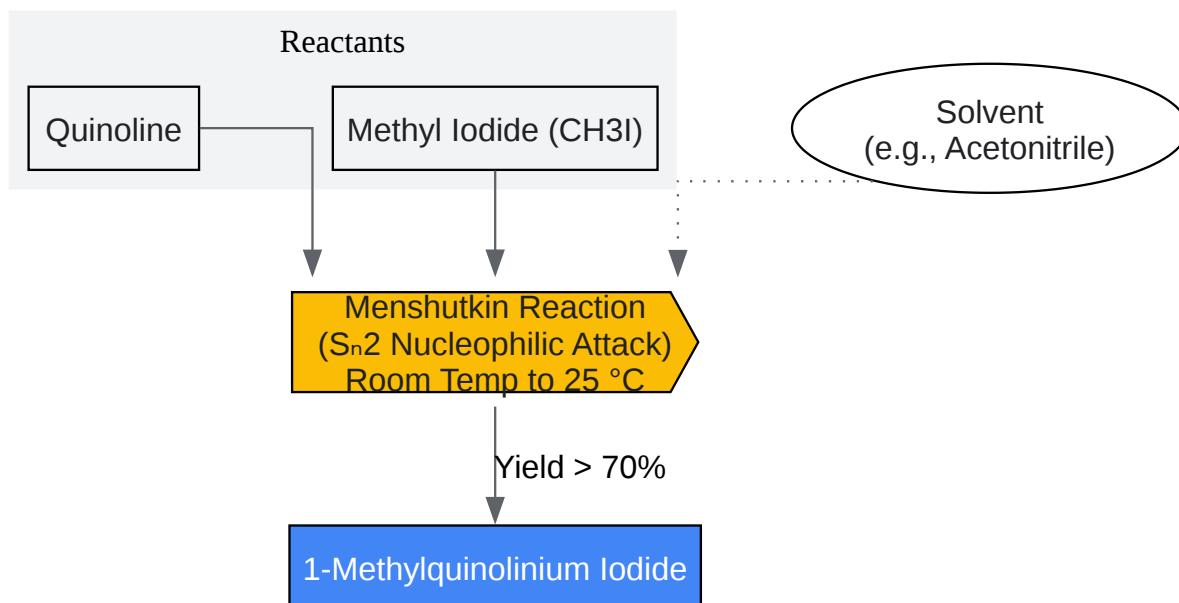 Reactants
Quinoline
Methyl Iodide (CH3I)
Solvent
(e.g., Acetonitrile)
Menshutkin Reaction
(Sₙ2 Nucleophilic Attack)
Room Temp to 25 °C
Yield > 70%
1-Methylquinolinium Iodide